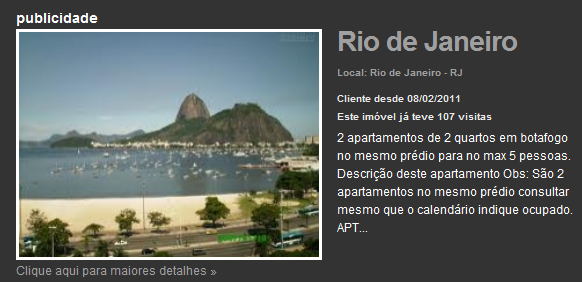 publicidade
Rio de Janeiro
Local: Rio de Janeiro - RJ
Cliente desde 08/02/2011
Este imóvel já teve 107 visitas
2 apartamentos de 2 quartos em botafogo
no mesmo prédio para no max 5 pessoas.
Descrição deste apartamento Obs: São 2
apartamentos no mesmo prédio consultar
mesmo que o calendário indique ocupado.
APT...
Clique aqui para maiores detalhes »